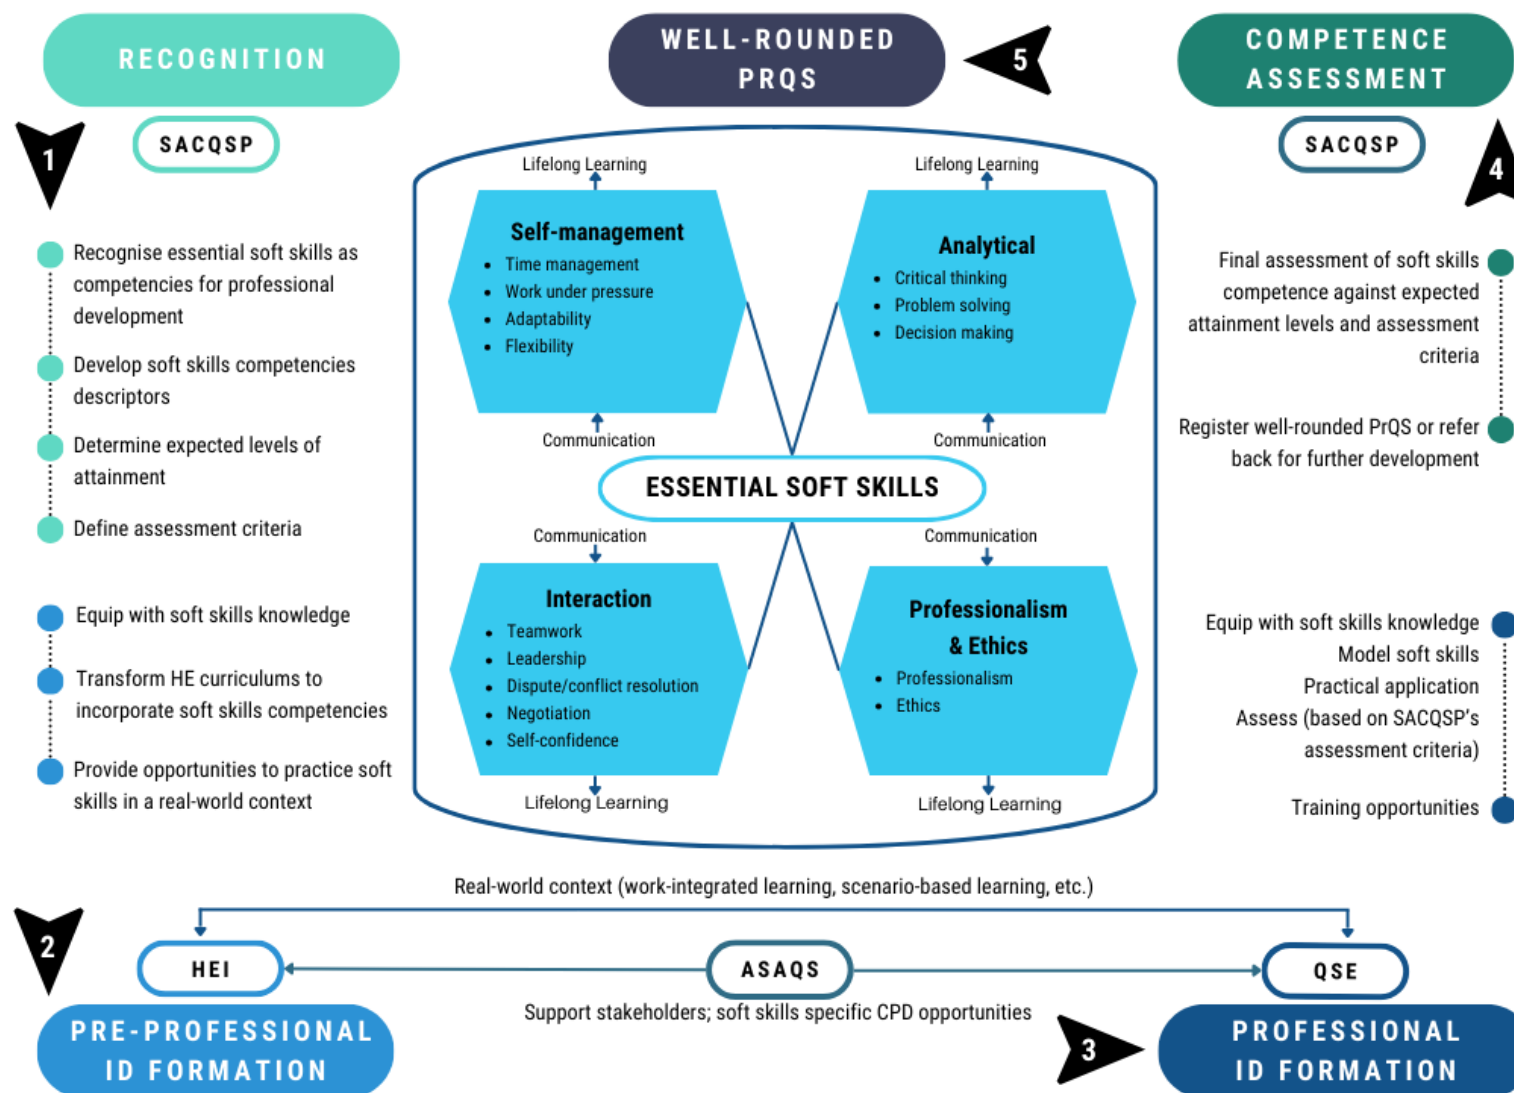 RECOGNITION
SACQSP
1
Recognise essential soft skills as
competencies for professional
development
Develop soft skills competencies
descriptors
Determine expected levels of
attainment
Define assessment criteria
Equip with soft skills knowledge
Transform HE curriculums to
incorporate soft skills competencies
Provide opportunities to practice soft
skills in a real-world context
WELL-ROUNDED
PRQS
5
Lifelong Learning
Self-management
• Time management
• Work under pressure
• Adaptability
• Flexibility
Communication
Lifelong Learning
Analytical
• Critical thinking
• Problem solving
• Decision making
Communication
ESSENTIAL SOFT SKILLS
Communication
Interaction
• Teamwork
• Leadership
• Dispute/conflict resolution
• Negotiation
• Self-confidence
Lifelong Learning
Communication
Professionalism
& Ethics
• Professionalism
• Ethics
Lifelong Learning
COMPETENCE
ASSESSMENT
SACQSP
4
Final assessment of soft skills
competence against expected
attainment levels and assessment
criteria
Register well-rounded PrQS or refer
back for further development
Equip with soft skills knowledge
Model soft skills
Practical application
Assess (based on SACQSP's
assessment criteria)
Training opportunities
Real-world context (work-integrated learning, scenario-based learning, etc.)
2
HEI
ASAQS
QSE
Support stakeholders; soft skills specific CPD opportunities
PRE-PROFESSIONAL
ID FORMATION
3
PROFESSIONAL
ID FORMATION